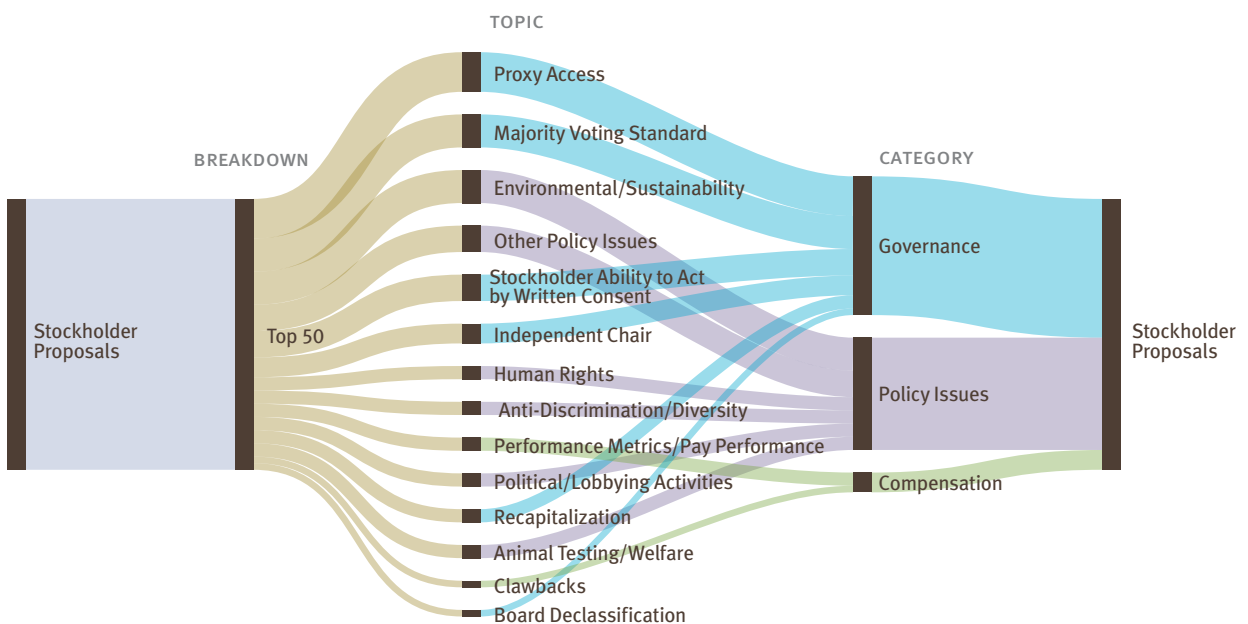 TOPIC
BREAKDOWN
CATEGORY
Stockholder
Proposals
Top 50
Proxy Access
Majority Voting Standard
Environmental/Sustainability
Other Policy Issues
Stockholder Ability to Act
by Written Consent
Independent Chair
Human Rights
Anti-Discrimination/Diversity
Performance Metrics/Pay Performance
Political/Lobbying Activities
Recapitalization
Animal Testing/Welfare
Clawbacks
Board Declassification
Governance
Policy Issues
Compensation
Stockholder
Proposals